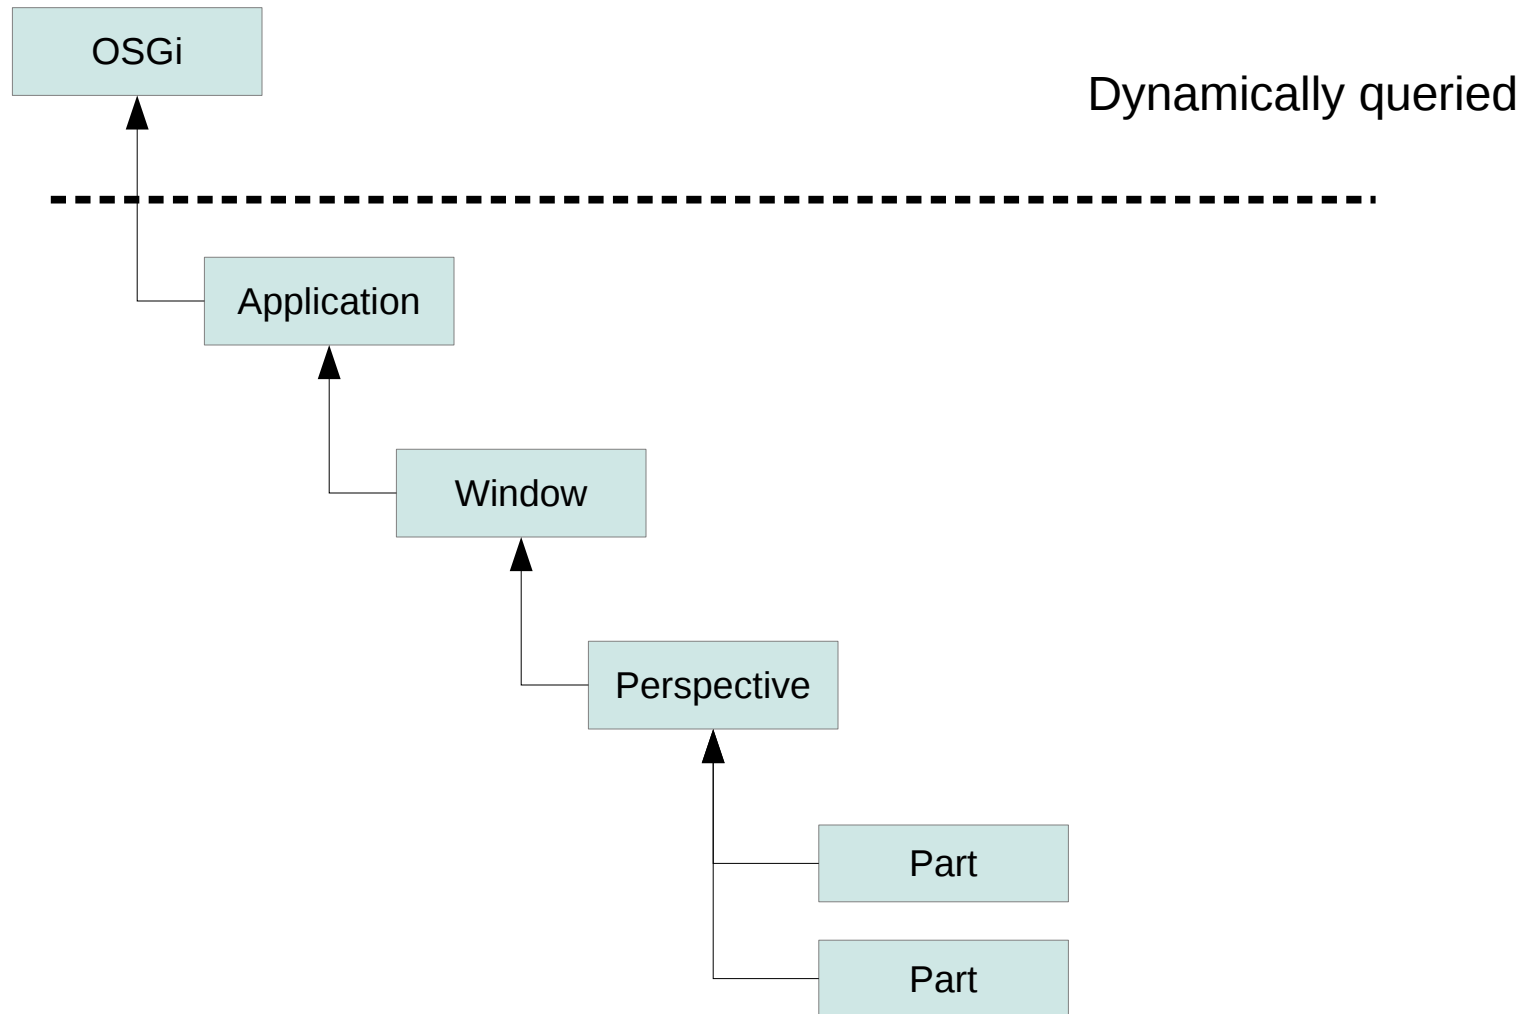 OSGi
Dynamically queried
Application
Window
Perspective
Part
Part